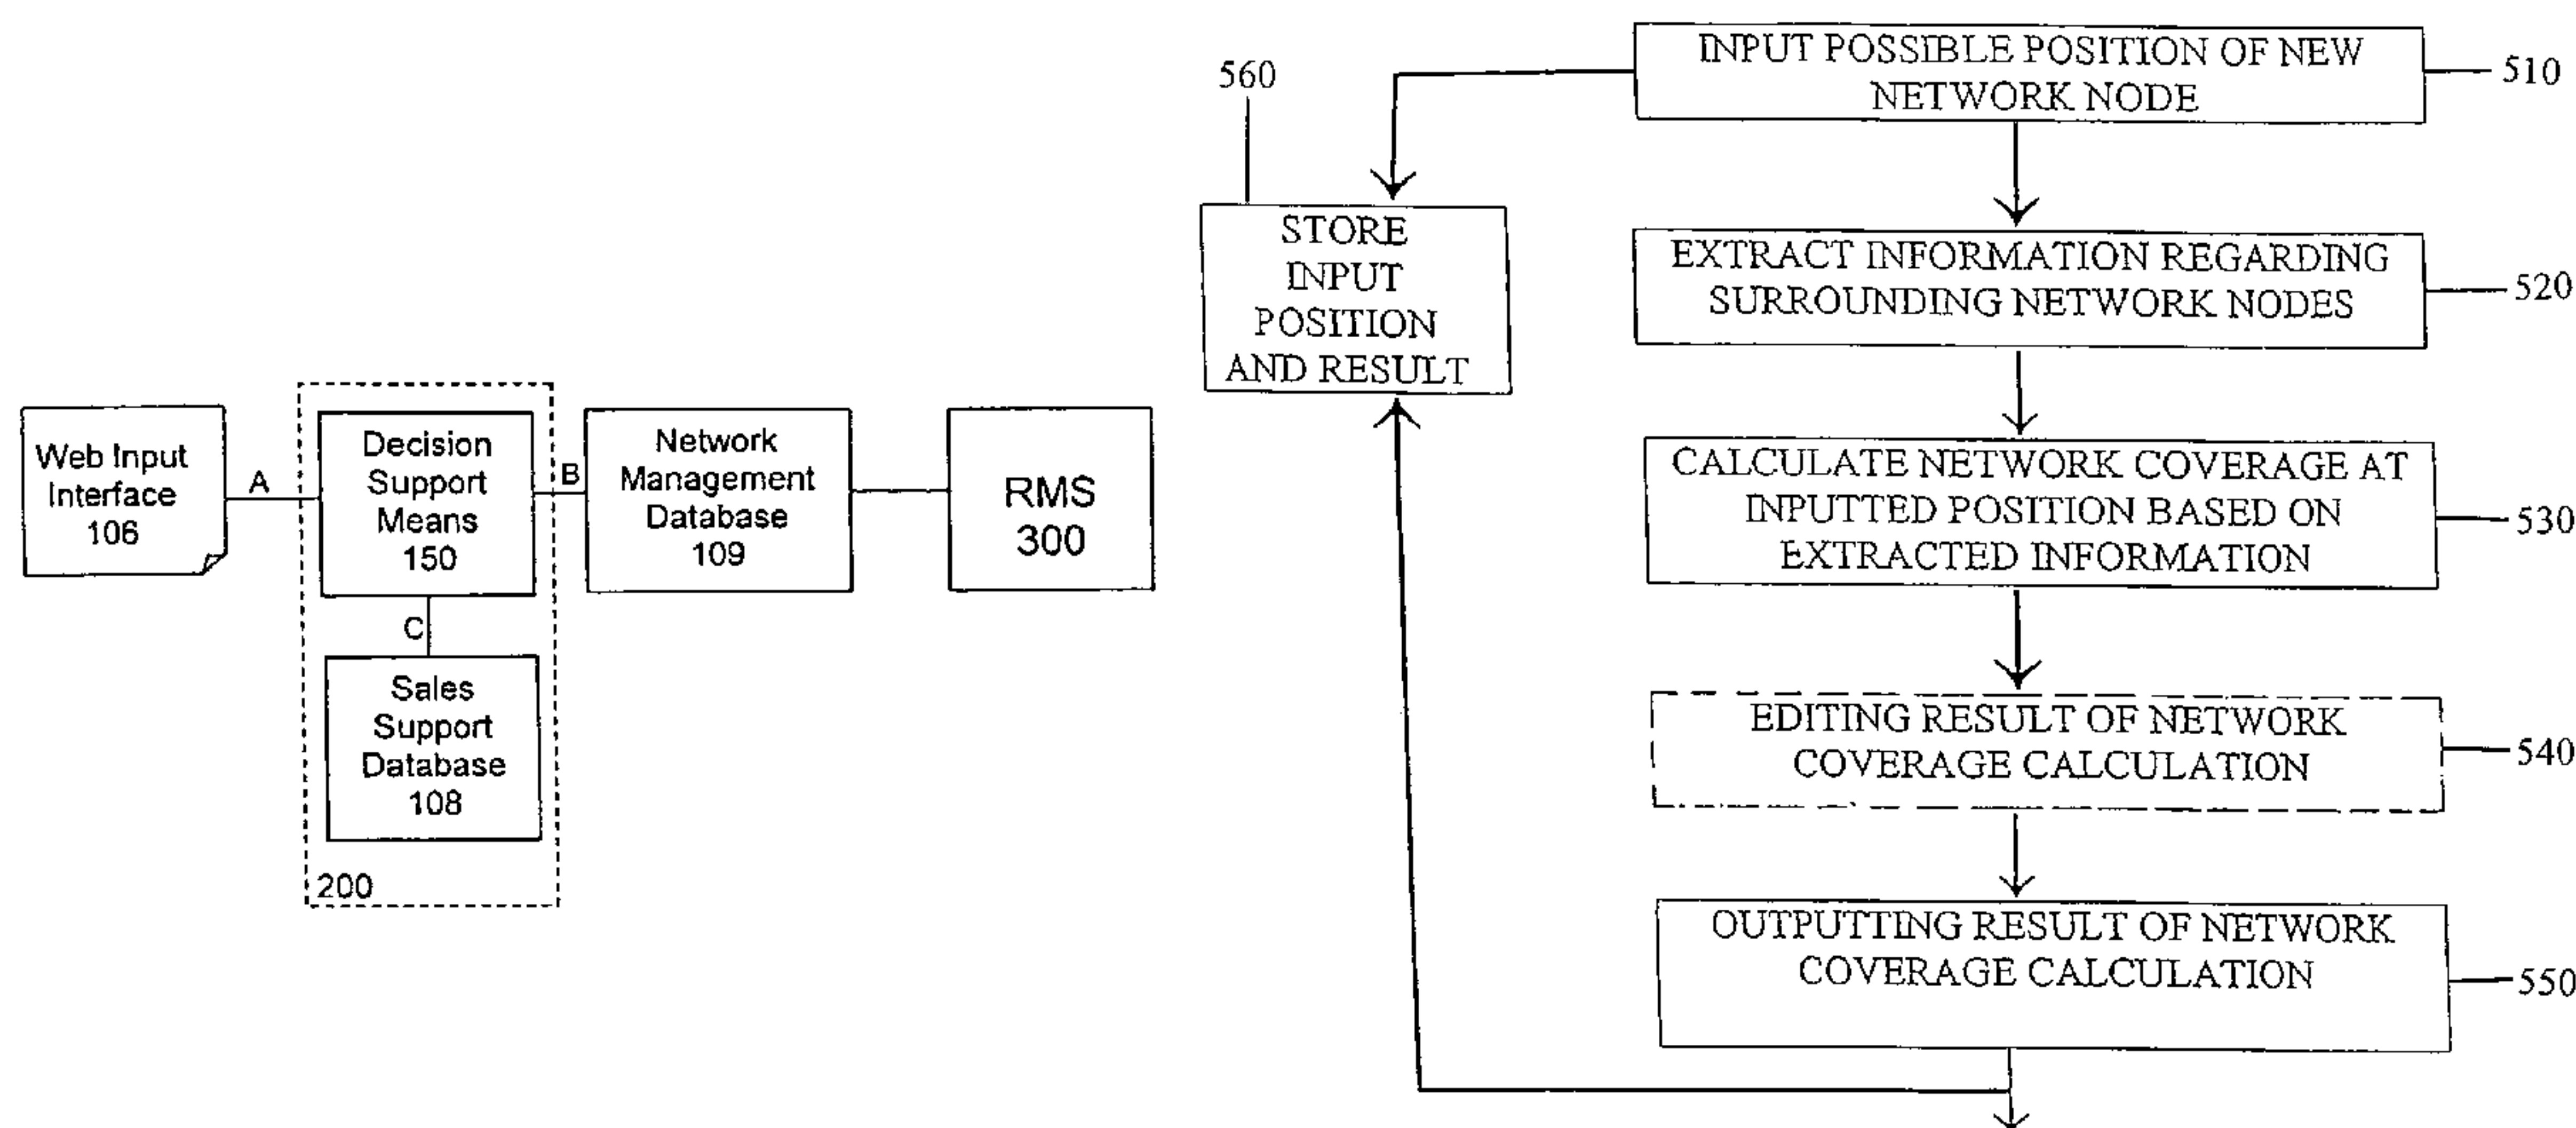 Web Input
Interface
106
A
Decision
Support
Means
150
B
Network
Management
Database
109
RMS
300
C
Sales
Support
Database
108
200
560
STORE
INPUT
POSITION
AND RESULT
INPUT POSSIBLE POSITION OF NEW
NETWORK NODE
510
EXTRACT INFORMATION REGARDING
SURROUNDING NETWORK NODES
520
CALCULATE NETWORK COVERAGE AT
INPUTTED POSITION BASED ON
EXTRACTED INFORMATION
530
EDITING RESULT OF NETWORK
COVERAGE CALCULATION
540
OUTPUTTING RESULT OF NETWORK
COVERAGE CALCULATION
550